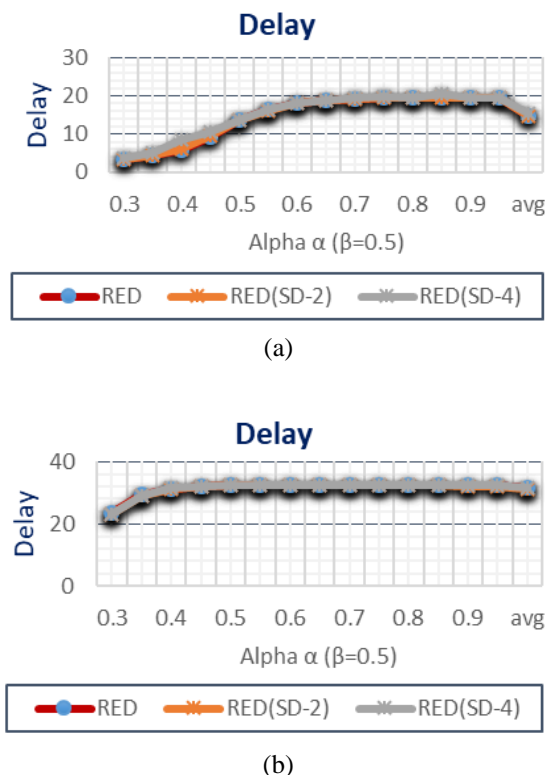 Delay
30
20
10
0
Delay
0.3 0.4 0.5 0.6 0.7 0.8 0.9 avg
Alpha α (β=0.5)
RED RED(SD-2) RED(SD-4)
(a)
Delay
40
20
0
Delay
0.3 0.4 0.5 0.6 0.7 0.8 0.9 avg
Alpha α (β=0.5)
RED RED(SD-2) RED(SD-4)
(b)